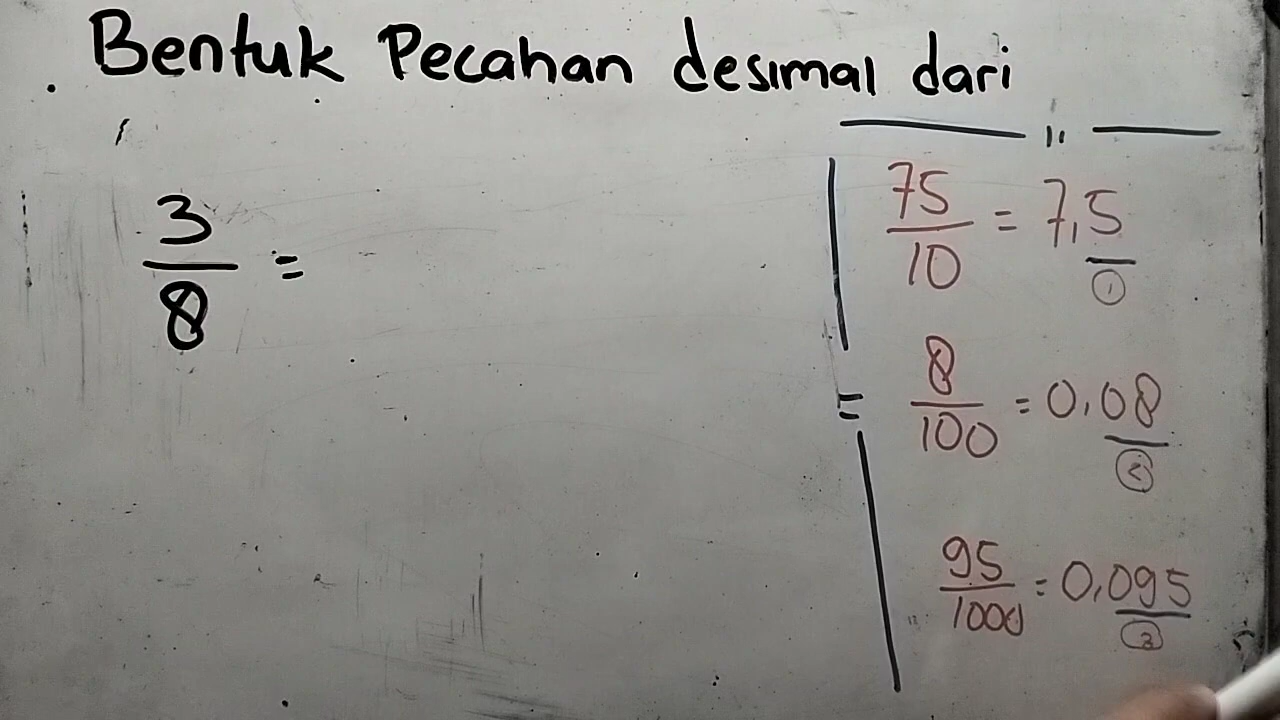 Bentuk Pecahan desimal dari
3/8 =
75/10 = 7,5
1
8/100 = 0,08
2
95/1000 = 0,095
3